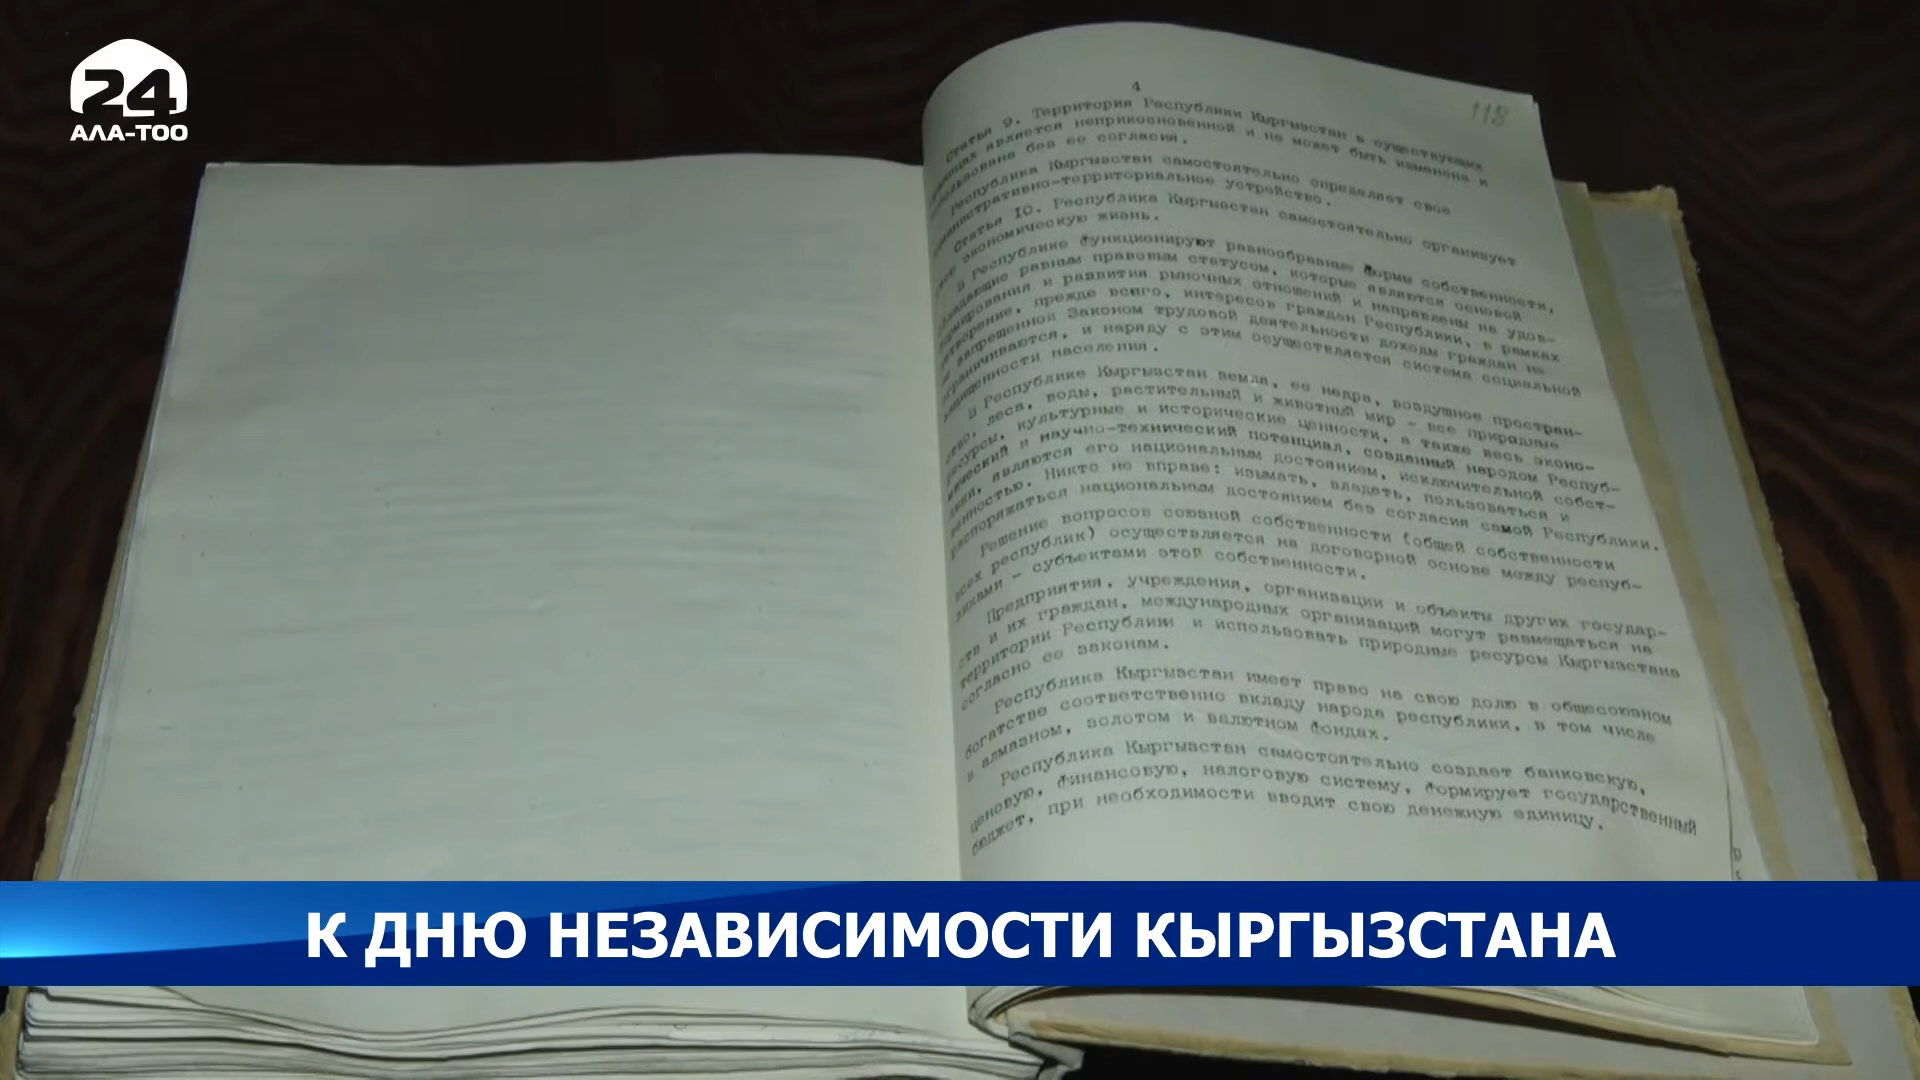 24
АЛА-ТОО
4
118
Статья 9. Территория Республики Кыргызстан в существующих
границах является неприкосновенной и не может быть изменена и
использована без ее согласия.
Республика Кыргызстан самостоятельно определяет свое
административно-территориальное устройство.
Статья 10. Республика Кыргызстан самостоятельно организует
свою экономическую жизнь.
В Республике функционируют разнообразные формы собственности,
обладающие равным правовым статусом, которые являются основой
формирования и развития рыночных отношений и направлены на удов-
летворение, прежде всего, интересов граждан Республики, в рамках
не запрещенной Законом трудовой деятельности доходы граждан не
ограничиваются, и наряду с этим осуществляется система социальной
защищенности населения.
В Республике Кыргызстан земля, ее недра, воздушное простран-
ство, леса, воды, растительный и животный мир - все природные
ресурсы, культурные и исторические ценности, а также весь эконо-
мический и научно-технический потенциал, созданный народом Респуб-
лики, являются его национальным достоянием, исключительной собст-
венностью. Никто не вправе: изымать, владеть, пользоваться и
распоряжаться национальным достоянием без согласия самой Республики.
Решение вопросов союзной собственности (общей собственности
всех республик) осуществляется на договорной основе между респуб-
ликами - субъектами этой собственности.
Предприятия, учреждения, организации и объекты других государ-
ств и их граждан, международных организаций могут размещаться на
территории Республики и использовать природные ресурсы Кыргызстана
согласно ее законам.
Республика Кыргызстан имеет право на свою долю в общесоюзном
богатстве соответственно вкладу народа республики, в том числе
в алмазном, золотом и валютном фондах.
Республика Кыргызстан самостоятельно создает банковскую,
ценовую, финансовую, налоговую систему, формирует государственный
бюджет, при необходимости вводит свою денежную единицу.
К ДНЮ НЕЗАВИСИМОСТИ КЫРГЫЗСТАНА